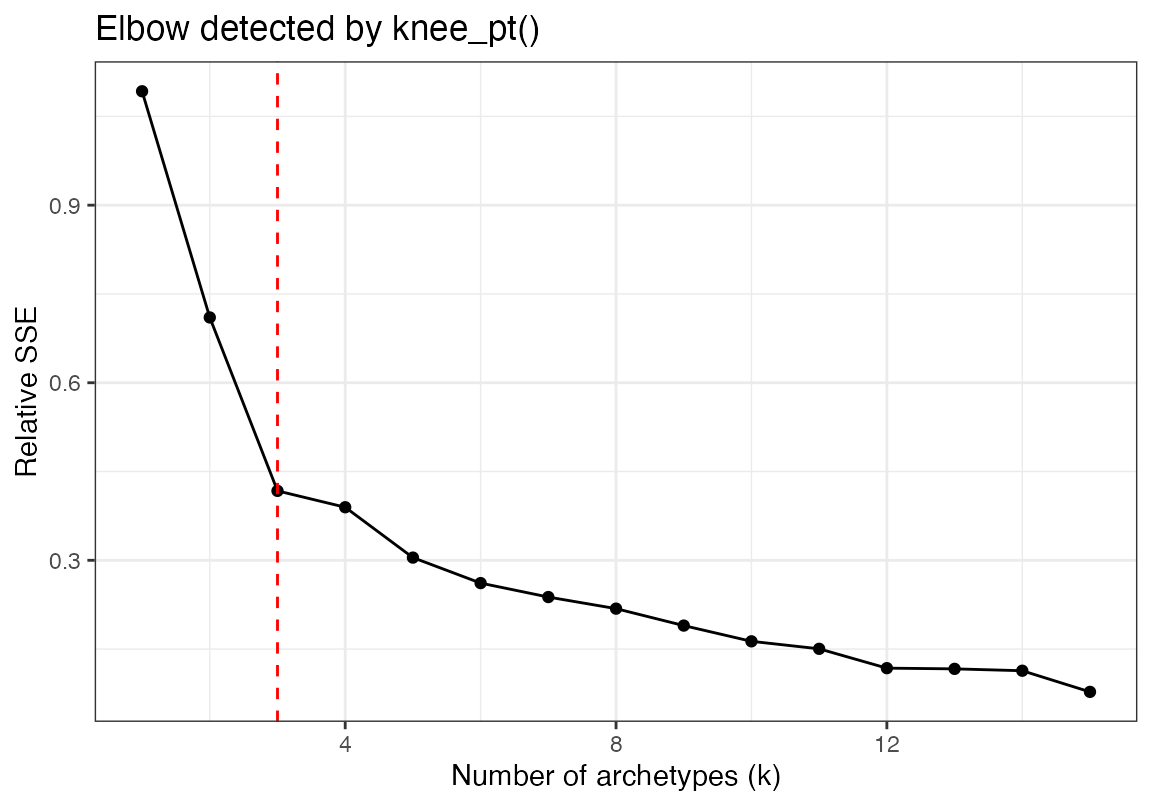 Elbow detected by knee_pt()
Relative SSE
0.9
0.6
0.3
4 8 12
Number of archetypes (k)